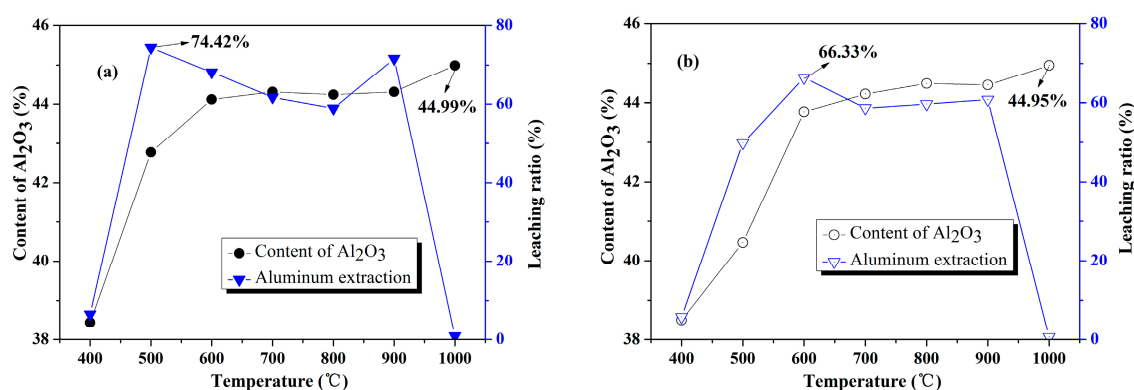 (a)
74.42%
44.99%
Content of Al2O3
Aluminum extraction
Content of Al2O3 (%)
46
44
42
40
38
Leaching ratio (%)
80
60
40
20
0
400 500 600 700 800 900 1000
Temperature (℃)
(b)
66.33%
44.95%
Content of Al2O3
Aluminum extraction
Content of Al2O3 (%)
46
44
42
40
38
Leaching ratio (%)
80
60
40
20
0
400 500 600 700 800 900 1000
Temperature (℃)